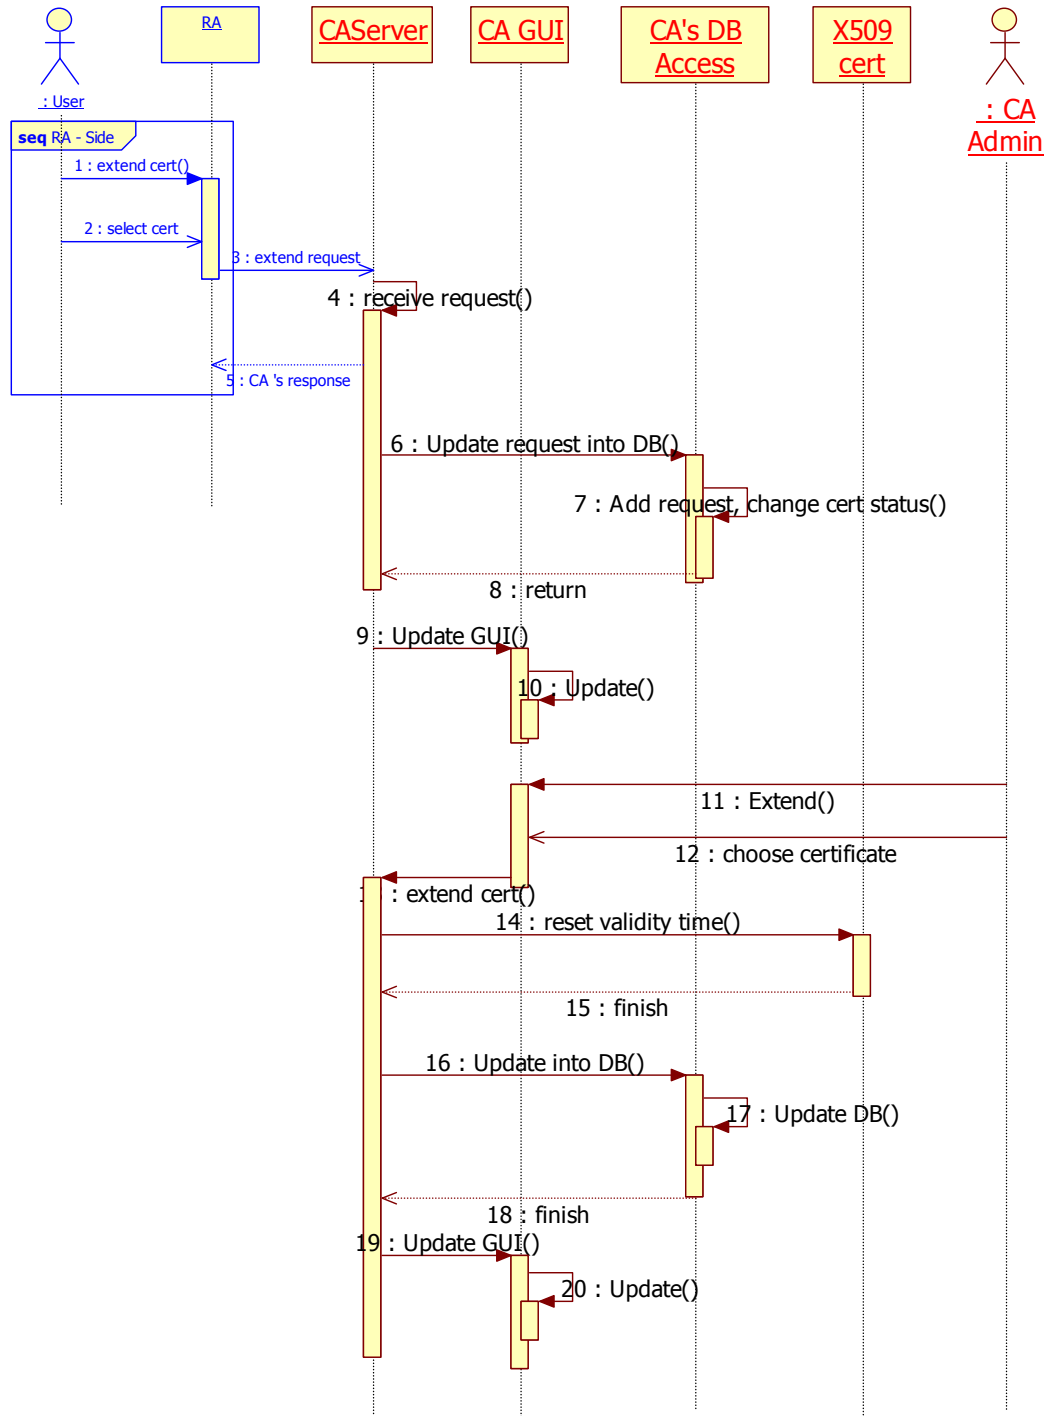 RA
CAServer
CA GUI
CA's DB
Access
X509
cert
: User
: CA
Admin
seq RA - Side
1 : extend cert()
2 : select cert
3 : extend request
4 : receive request()
5 : CA 's response
6 : Update request into DB()
7 : Add request, change cert status()
8 : return
9 : Update GUI()
10 : Update()
11 : Extend()
12 : choose certificate
13 : extend cert()
14 : reset validity time()
15 : finish
16 : Update into DB()
17 : Update DB()
18 : finish
19 : Update GUI()
20 : Update()